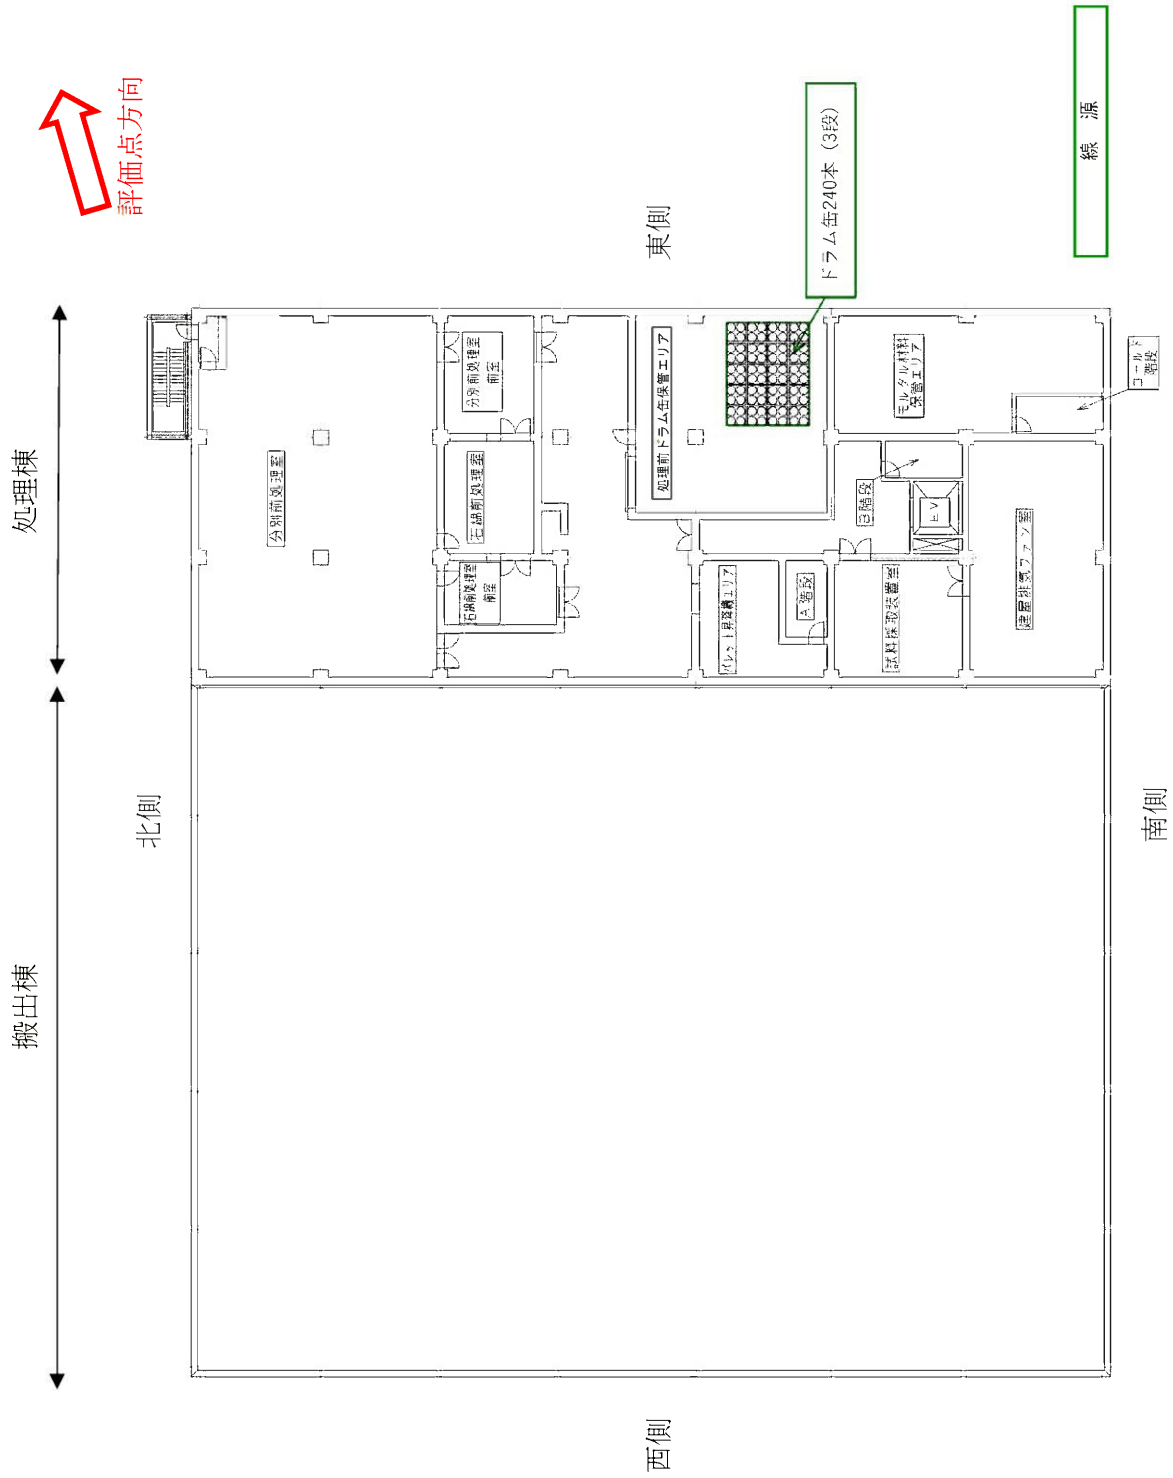 評価点方向
線 源
ドラム缶240本（3段）
東側
処理棟
分別前処理室
分別前処理室
前室
石綿前処理室
石綿前処理室
前室
処理前ドラム缶保管エリア
モルタル材料
保管エリア
コールド
階段
B階段
EV
パレット昇降機エリア
A階段
試料採取装置室
建屋排気ファン室
北側
南側
搬出棟
西側